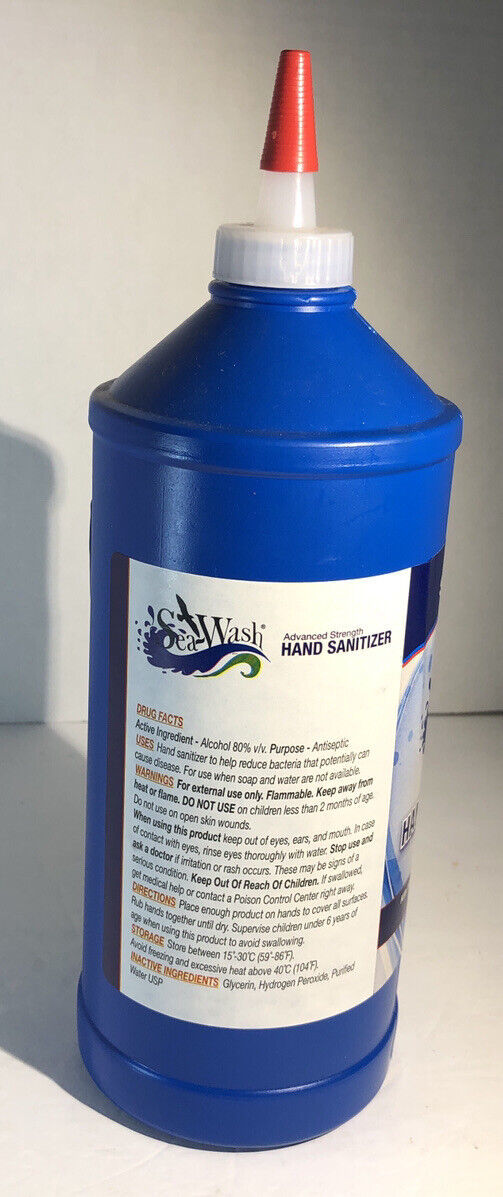 Sea-Wash®
Advanced Strength
HAND SANITIZER
DRUG FACTS
Active Ingredient - Alcohol 80% v/v. Purpose - Antiseptic
USES Hand sanitizer to help reduce bacteria that potentially can
cause disease. For use when soap and water are not available.
WARNINGS For external use only. Flammable. Keep away from
heat or flame. DO NOT USE on children less than 2 months of age.
Do not use on open skin wounds.
When using this product keep out of eyes, ears, and mouth. In case
of contact with eyes, rinse eyes thoroughly with water. Stop use and
ask a doctor if irritation or rash occurs. These may be signs of a
serious condition. Keep Out Of Reach Of Children. If swallowed,
get medical help or contact a Poison Control Center right away.
DIRECTIONS Place enough product on hands to cover all surfaces.
Rub hands together until dry. Supervise children under 6 years of
age when using this product to avoid swallowing.
STORAGE Store between 15°-30°C (59°-86°F).
Avoid freezing and excessive heat above 40°C (104°F).
INACTIVE INGREDIENTS Glycerin, Hydrogen Peroxide, Purified
Water USP